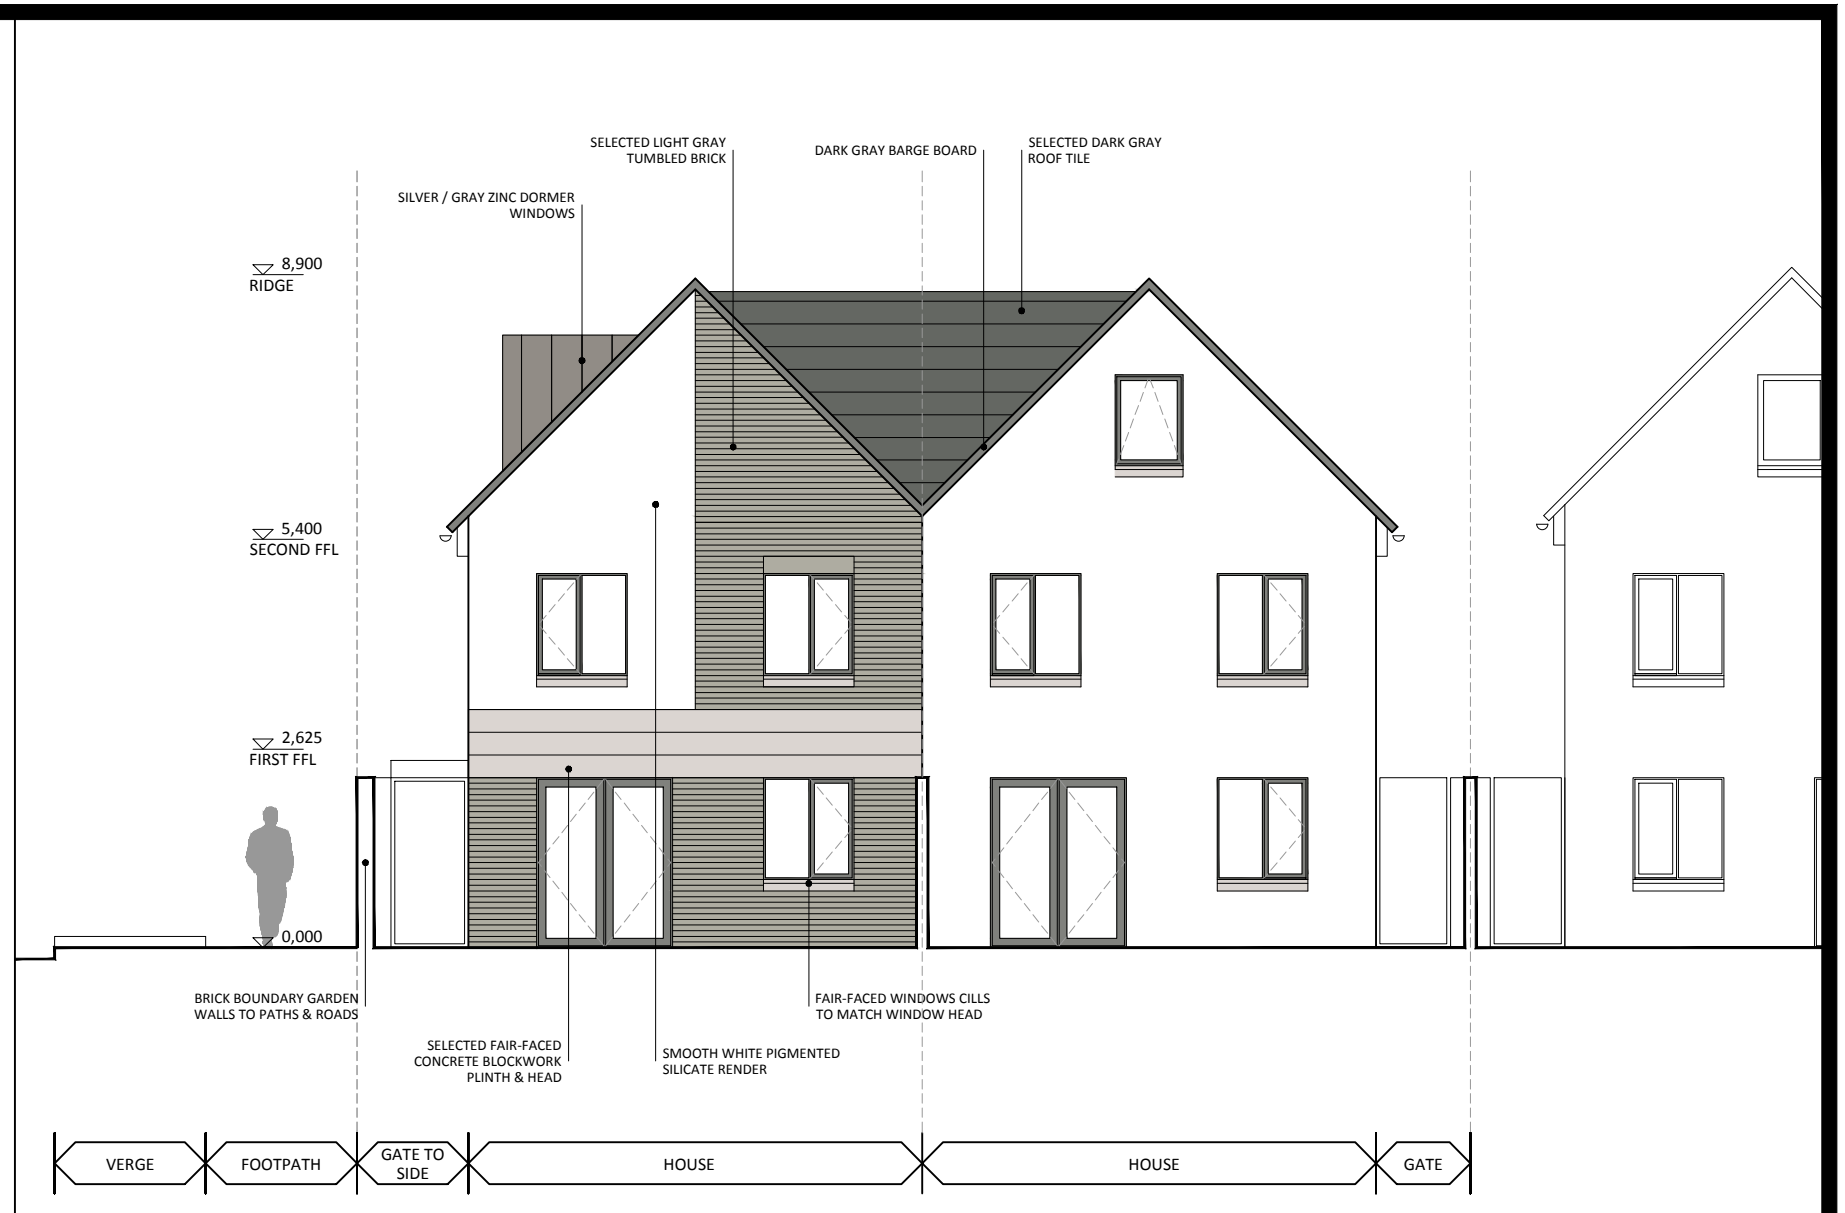 SELECTED LIGHT GRAY
TUMBLED BRICK
DARK GRAY BARGE BOARD
SELECTED DARK GRAY
ROOF TILE
SILVER / GRAY ZINC DORMER
WINDOWS
8,900
RIDGE
5,400
SECOND FFL
2,625
FIRST FFL
0,000
BRICK BOUNDARY GARDEN
WALLS TO PATHS & ROADS
FAIR-FACED WINDOWS CILLS
TO MATCH WINDOW HEAD
SELECTED FAIR-FACED
CONCRETE BLOCKWORK
PLINTH & HEAD
SMOOTH WHITE PIGMENTED
SILICATE RENDER
VERGE
FOOTPATH
GATE TO
SIDE
HOUSE
HOUSE
GATE